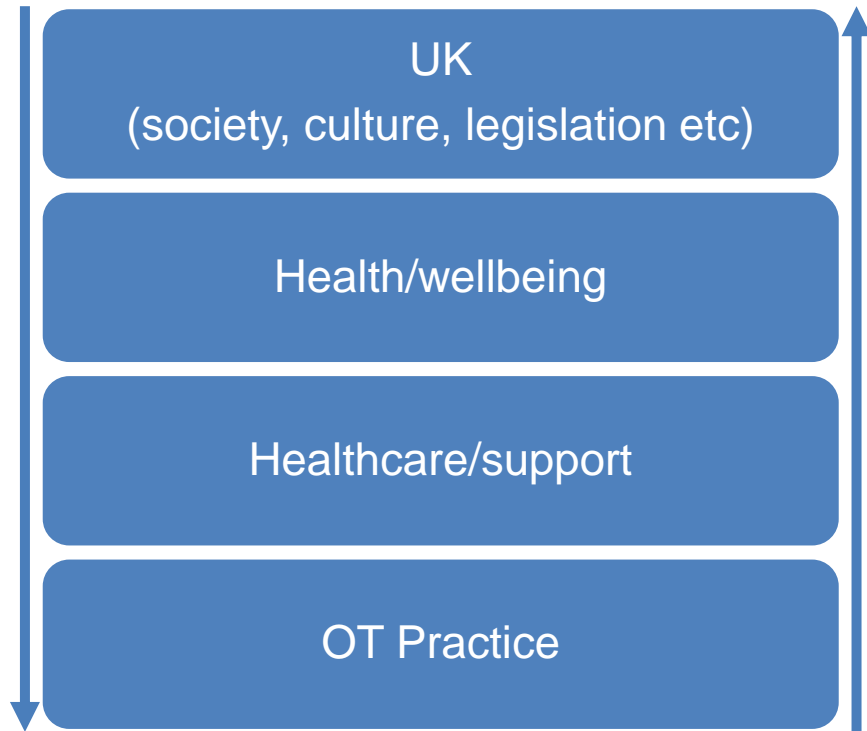 UK
(society, culture, legislation etc)
Health/wellbeing
Healthcare/support
OT Practice